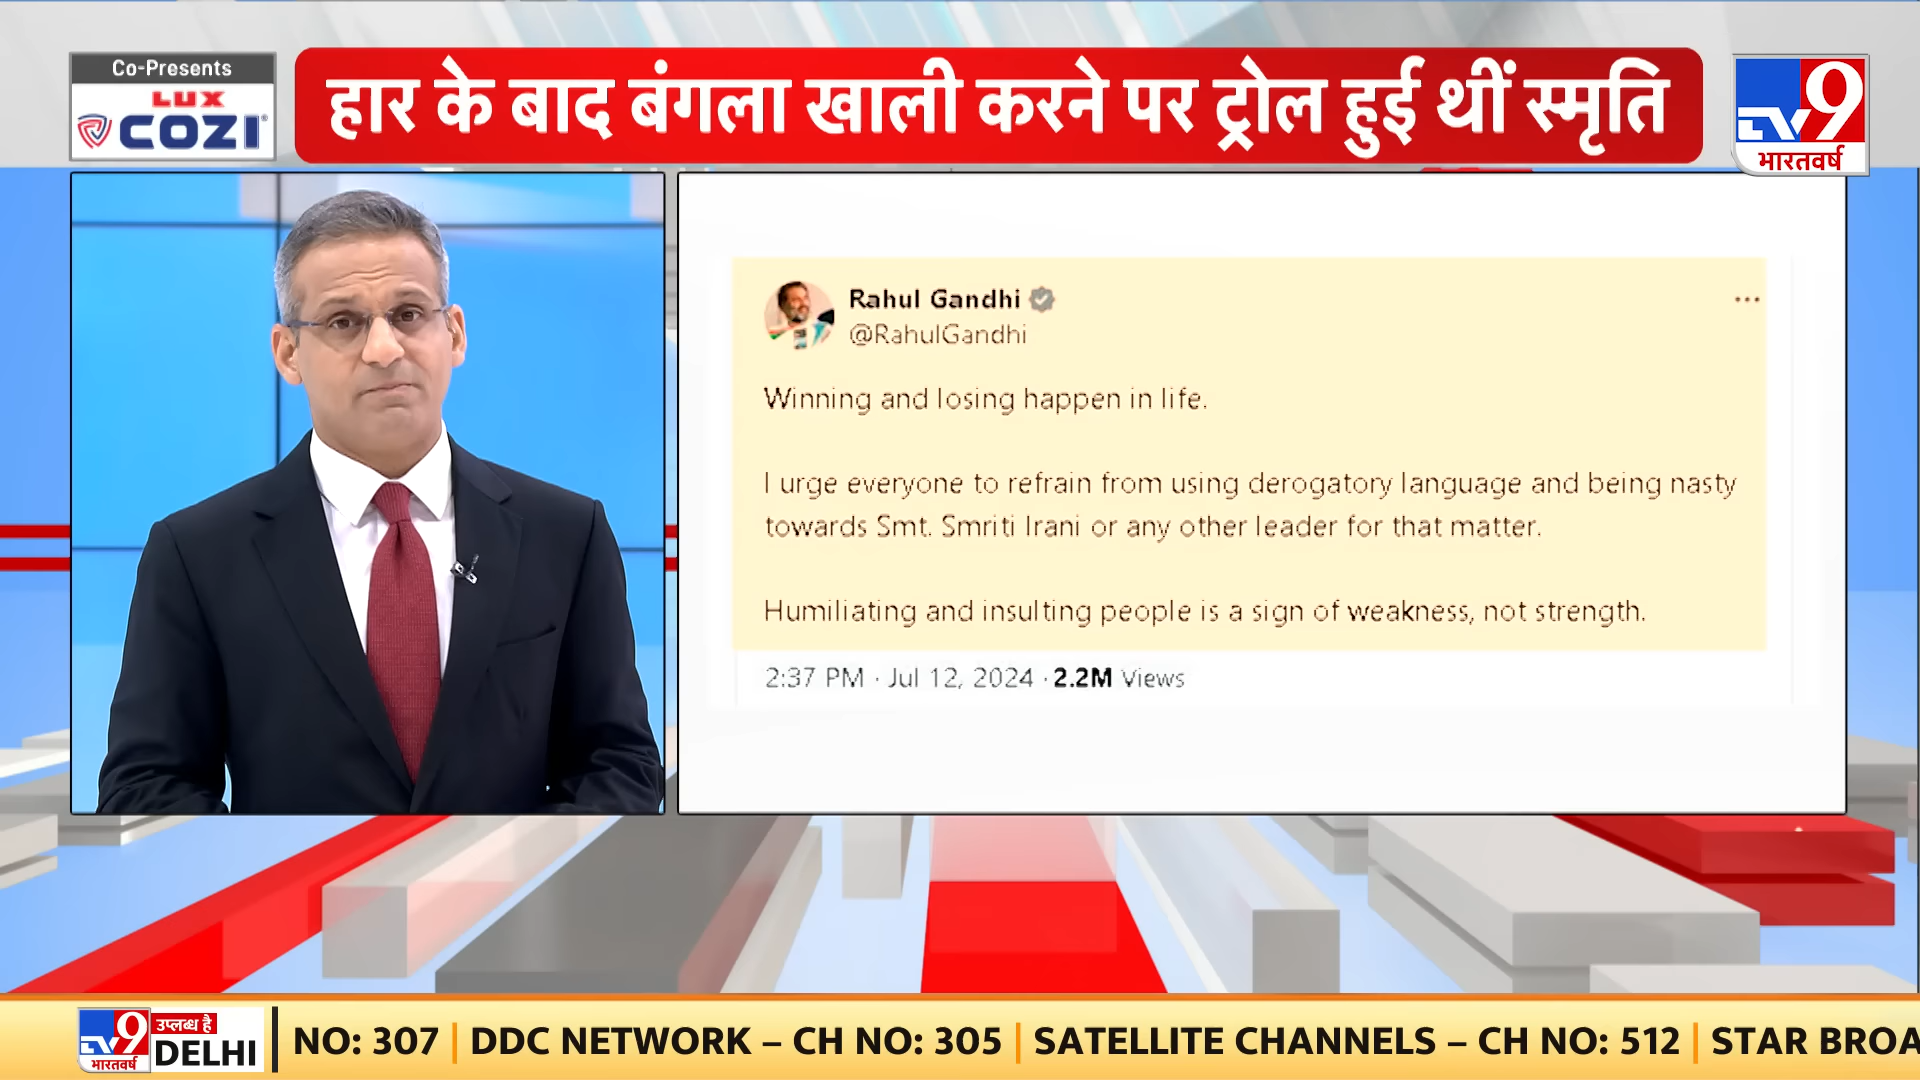 Co-Presents
LUX
COZI
हार के बाद बंगला खाली करने पर ट्रोल हुई थीं स्मृति
TV9
भारतवर्ष
Rahul Gandhi
@RahulGandhi
Winning and losing happen in life.
I urge everyone to refrain from using derogatory language and being nasty
towards Smt. Smriti Irani or any other leader for that matter.
Humiliating and insulting people is a sign of weakness, not strength.
2:37 PM · Jul 12, 2024 · 2.2M Views
TV9
भारतवर्ष
उपलब्ध है
DELHI
NO: 307 | DDC NETWORK – CH NO: 305 | SATELLITE CHANNELS – CH NO: 512 | STAR BROA